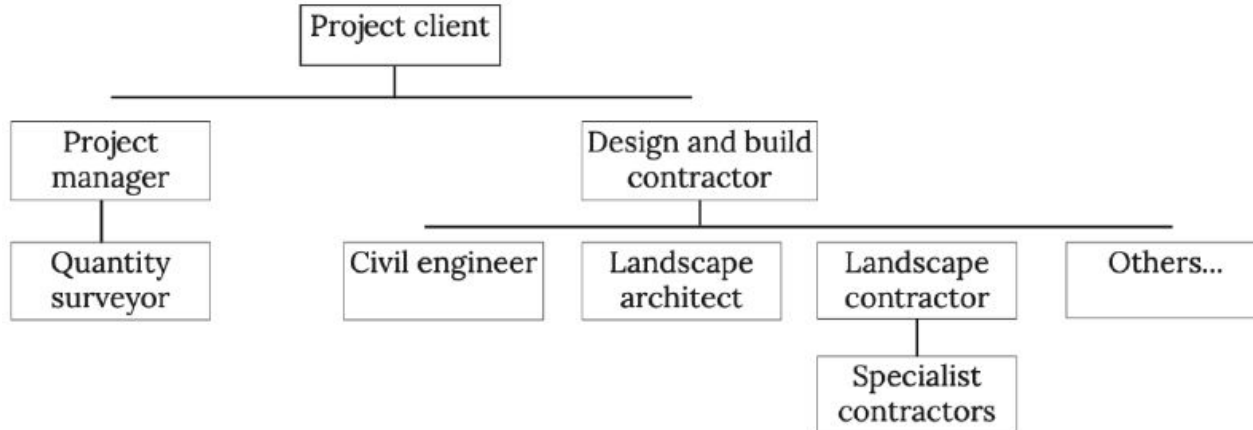 Project client
Project
manager
Design and build
contractor
Quantity
surveyor
Civil engineer
Landscape
architect
Landscape
contractor
Others...
Specialist
contractors